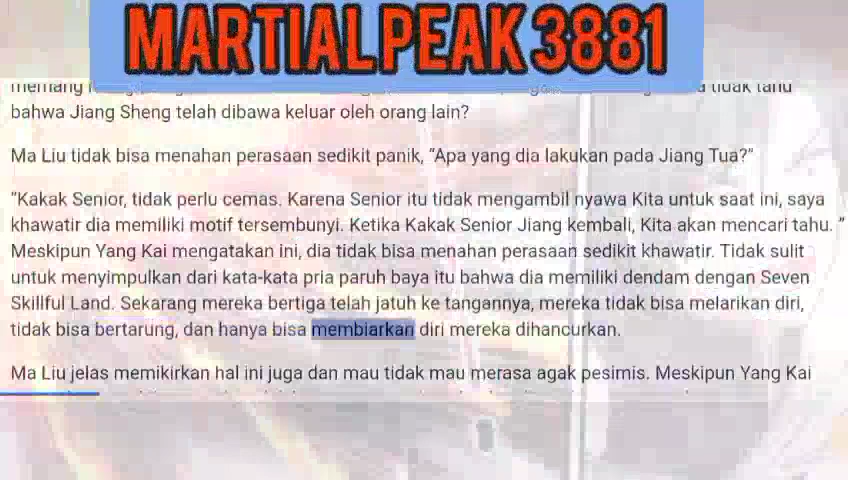 MARTIAL PEAK 3881
memang
bahwa Jiang Sheng telah dibawa keluar oleh orang lain?
Ma Liu tidak bisa menahan perasaan sedikit panik, “Apa yang dia lakukan pada Jiang Tua?”
“Kakak Senior, tidak perlu cemas. Karena Senior itu tidak mengambil nyawa Kita untuk saat ini, saya
khawatir dia memiliki motif tersembunyi. Ketika Kakak Senior Jiang kembali, Kita akan mencari tahu. ”
Meskipun Yang Kai mengatakan ini, dia tidak bisa menahan perasaan sedikit khawatir. Tidak sulit
untuk menyimpulkan dari kata-kata pria paruh baya itu bahwa dia memiliki dendam dengan Seven
Skillful Land. Sekarang mereka bertiga telah jatuh ke tangannya, mereka tidak bisa melarikan diri,
tidak bisa bertarung, dan hanya bisa membiarkan diri mereka dihancurkan.
Ma Liu jelas memikirkan hal ini juga dan mau tidak mau merasa agak pesimis. Meskipun Yang Kai